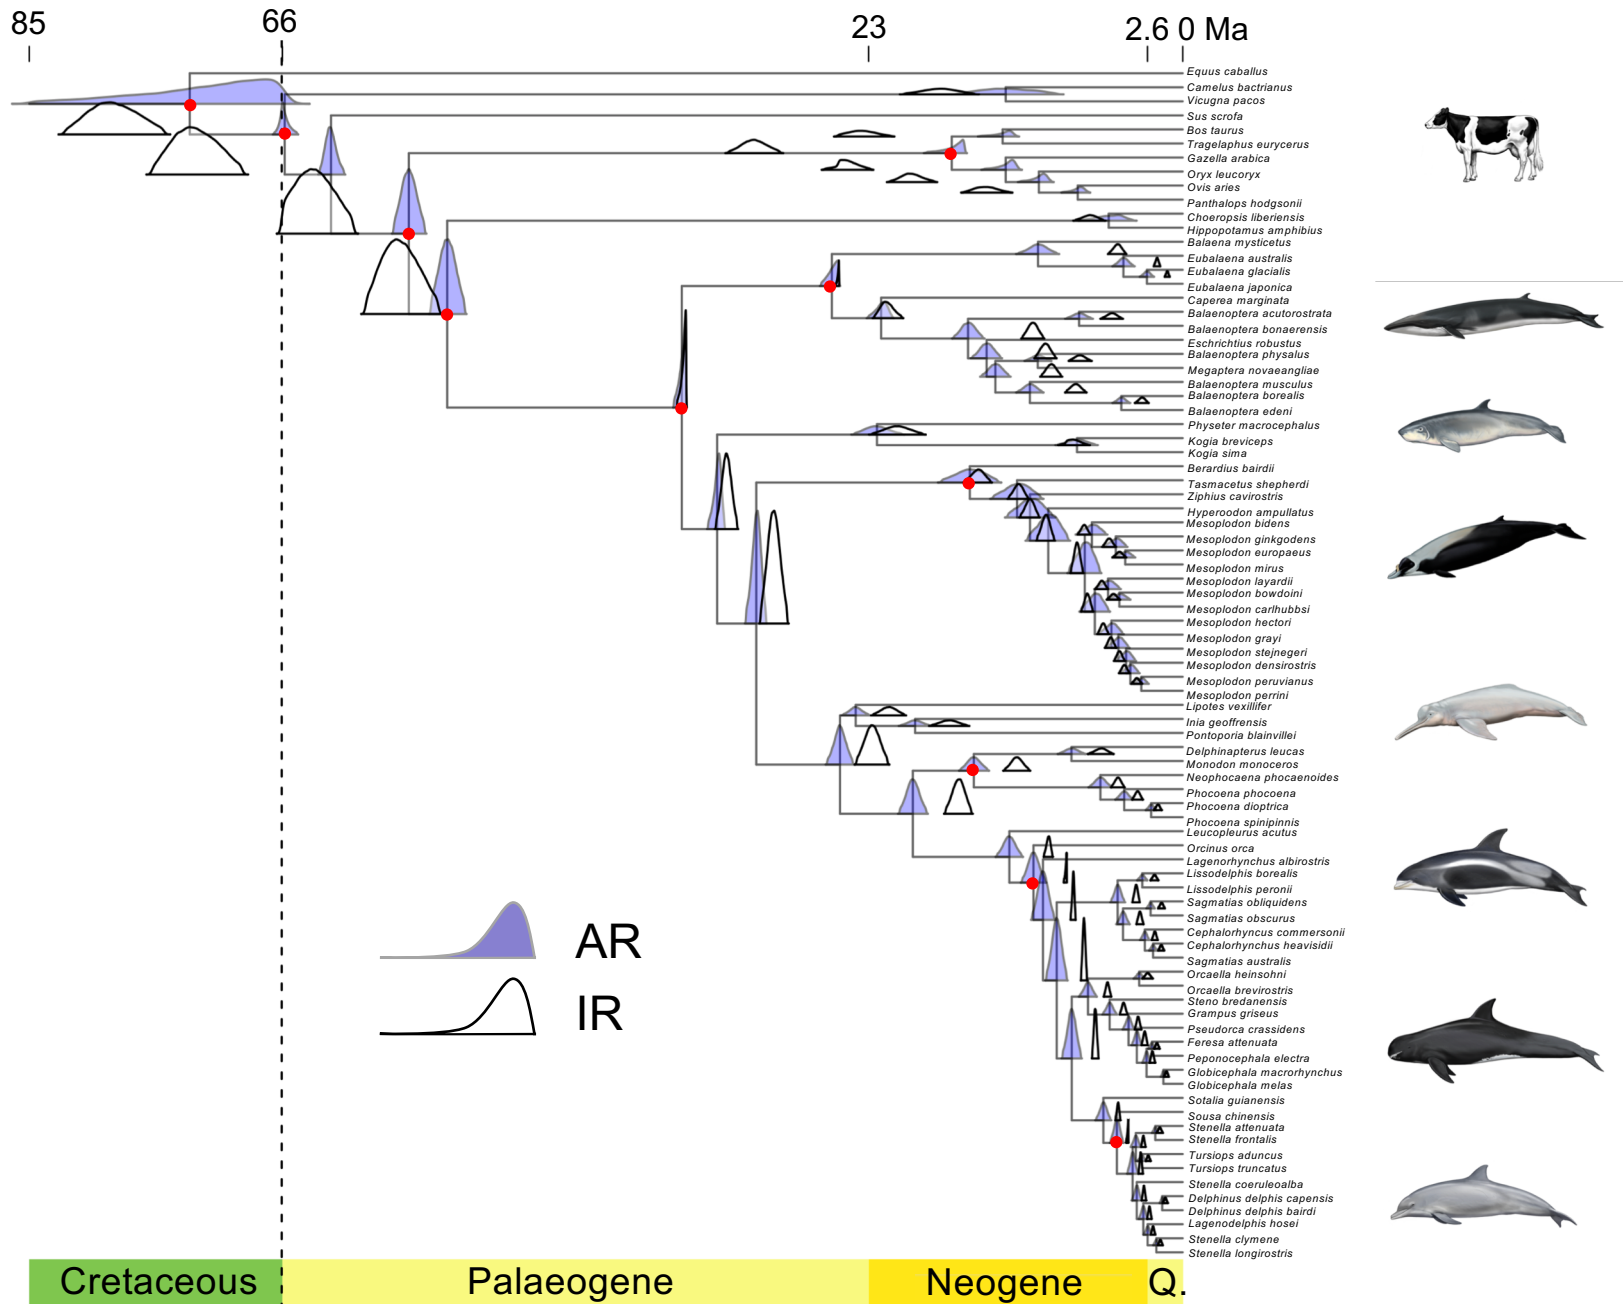 85 66 23 2.6 0 Ma
Equus caballus
Camelus bactrianus
Vicugna pacos
Sus scrofa
Bos taurus
Tragelaphus eurycerus
Gazella arabica
Oryx leucoryx
Ovis aries
Panthalops hodgsonii
Choeropsis liberiensis
Hippopotamus amphibius
Balaena mysticetus
Eubalaena australis
Eubalaena glacialis
Eubalaena japonica
Caperea marginata
Balaenoptera acutorostrata
Balaenoptera bonaerensis
Eschrichtius robustus
Balaenoptera physalus
Megaptera novaeangliae
Balaenoptera musculus
Balaenoptera borealis
Balaenoptera edeni
Physeter macrocephalus
Kogia breviceps
Kogia sima
Berardius bairdii
Tasmacetus shepherdi
Ziphius cavirostris
Hyperoodon ampullatus
Mesoplodon bidens
Mesoplodon ginkgodens
Mesoplodon europaeus
Mesoplodon mirus
Mesoplodon layardii
Mesoplodon bowdoini
Mesoplodon carlhubbsi
Mesoplodon hectori
Mesoplodon grayi
Mesoplodon stejnegeri
Mesoplodon densirostris
Mesoplodon peruvianus
Mesoplodon perrini
Lipotes vexillifer
Inia geoffrensis
Pontoporia blainvillei
Delphinapterus leucas
Monodon monoceros
Neophocaena phocaenoides
Phocoena phocoena
Phocoena dioptrica
Phocoena spinipinnis
Leucopleurus acutus
Orcinus orca
Lagenorhynchus albirostris
Lissodelphis borealis
Lissodelphis peronii
Sagmatias obliquidens
Sagmatias obscurus
Cephalorhyncus commersonii
Cephalorhynchus heavisidii
Sagmatias australis
Orcaella heinsohni
Orcaella brevirostris
Steno bredanensis
Grampus griseus
Pseudorca crassidens
Feresa attenuata
Peponocephala electra
Globicephala macrorhynchus
Globicephala melas
Sotalia guianensis
Sousa chinensis
Stenella attenuata
Stenella frontalis
Tursiops aduncus
Tursiops truncatus
Stenella coeruleoalba
Delphinus delphis capensis
Delphinus delphis bairdi
Lagenodelphis hosei
Stenella clymene
Stenella longirostris
AR
IR
Cretaceous Palaeogene Neogene Q.